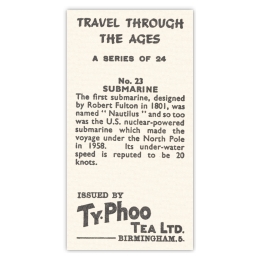 TRAVEL THROUGH
THE AGES
A SERIES OF 24
No. 23
SUBMARINE
The first submarine, designed
by Robert Fulton in 1801, was
named " Nautilus " and so too
was the U.S. nuclear-powered
submarine which made the
voyage under the North Pole
in 1958. Its under-water
speed is reputed to be 20
knots.
ISSUED BY
Ty·Phoo
TEA LTD.
BIRMINGHAM.5.